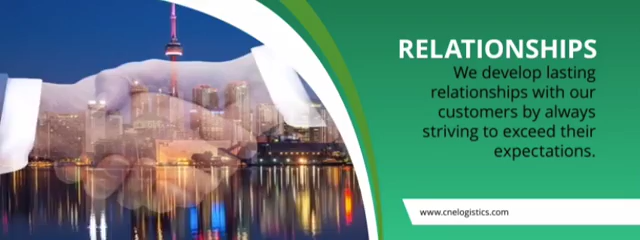 RELATIONSHIPS
We develop lasting
relationships with our
customers by always
striving to exceed their
expectations.
www.cnelogistics.com